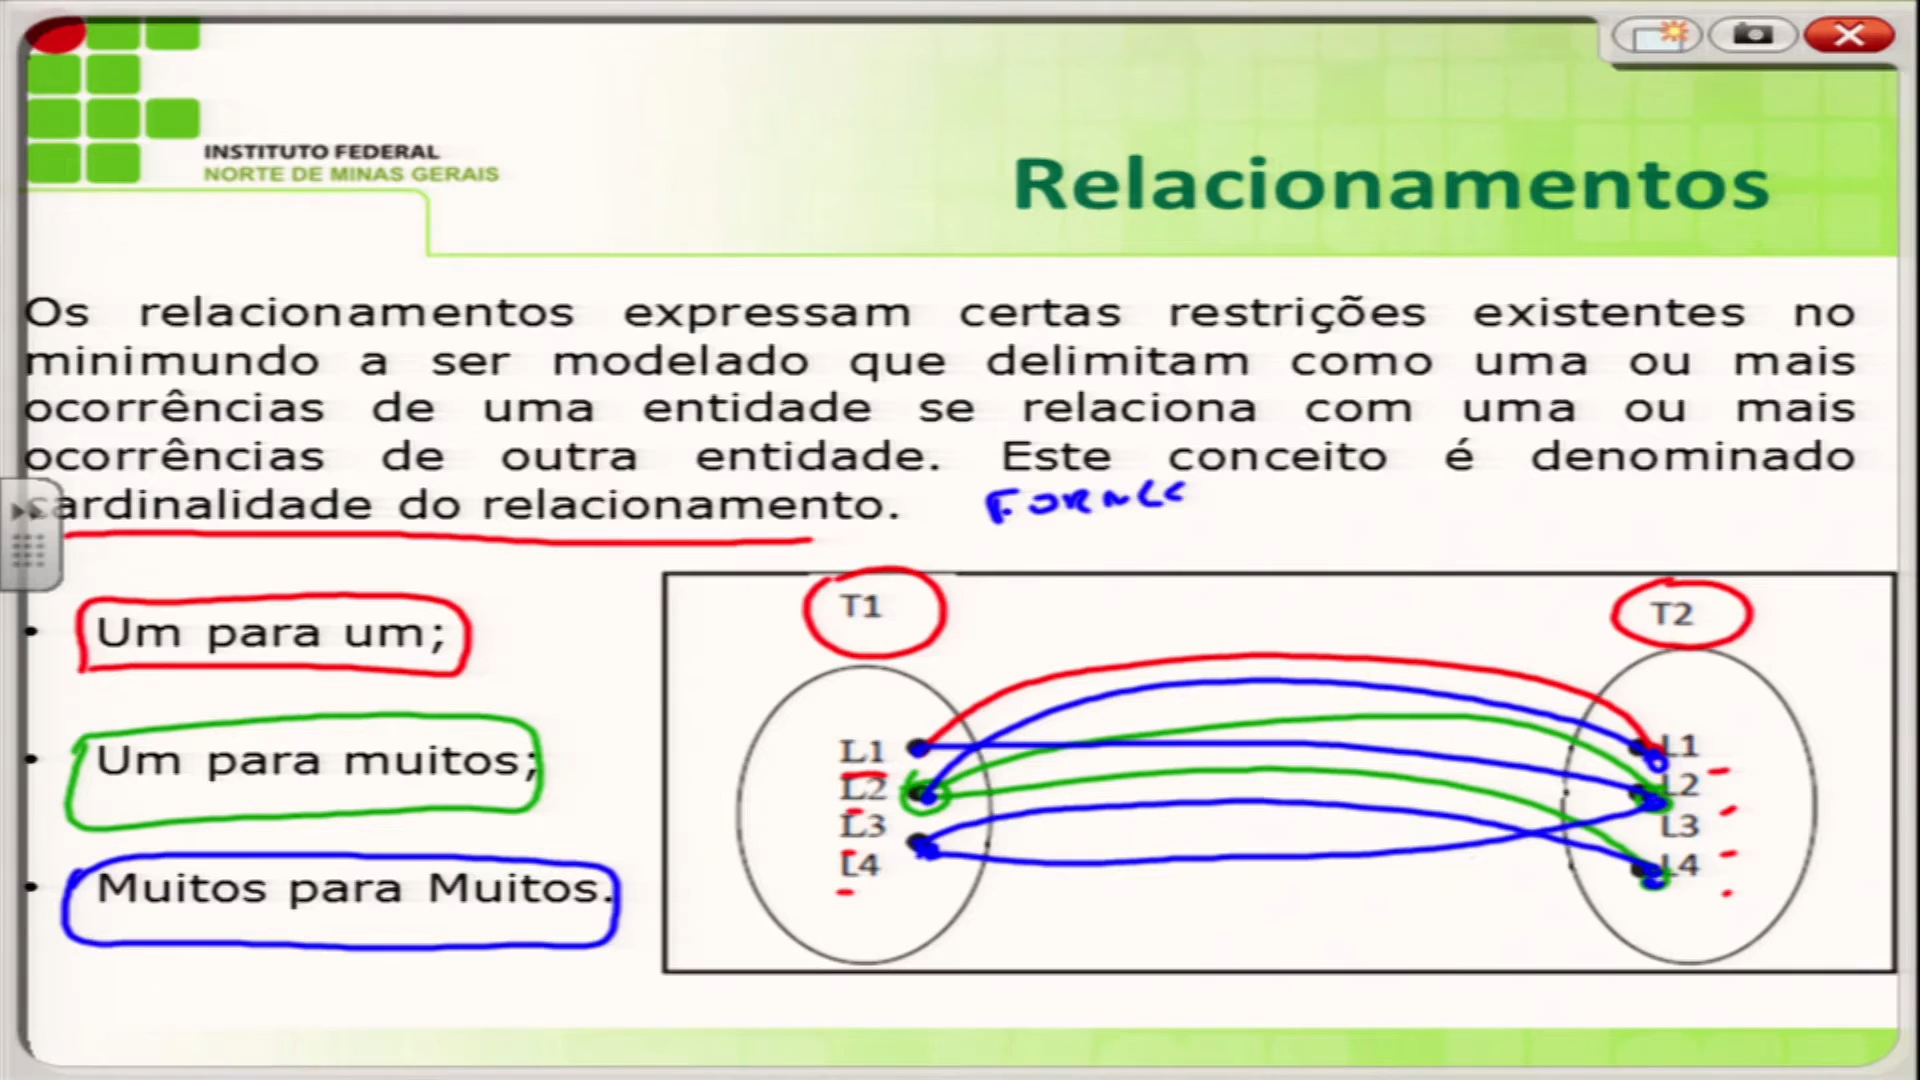 INSTITUTO FEDERAL
NORTE DE MINAS GERAIS
Relacionamentos
Os relacionamentos expressam certas restrições existentes no
minimundo a ser modelado que delimitam como uma ou mais
ocorrências de uma entidade se relaciona com uma ou mais
ocorrências de outra entidade. Este conceito é denominado
cardinalidade do relacionamento.
• Um para um;
• Um para muitos;
• Muitos para Muitos.
T1
L1
L2
L3
L4
T2
L1
L2
L3
L4